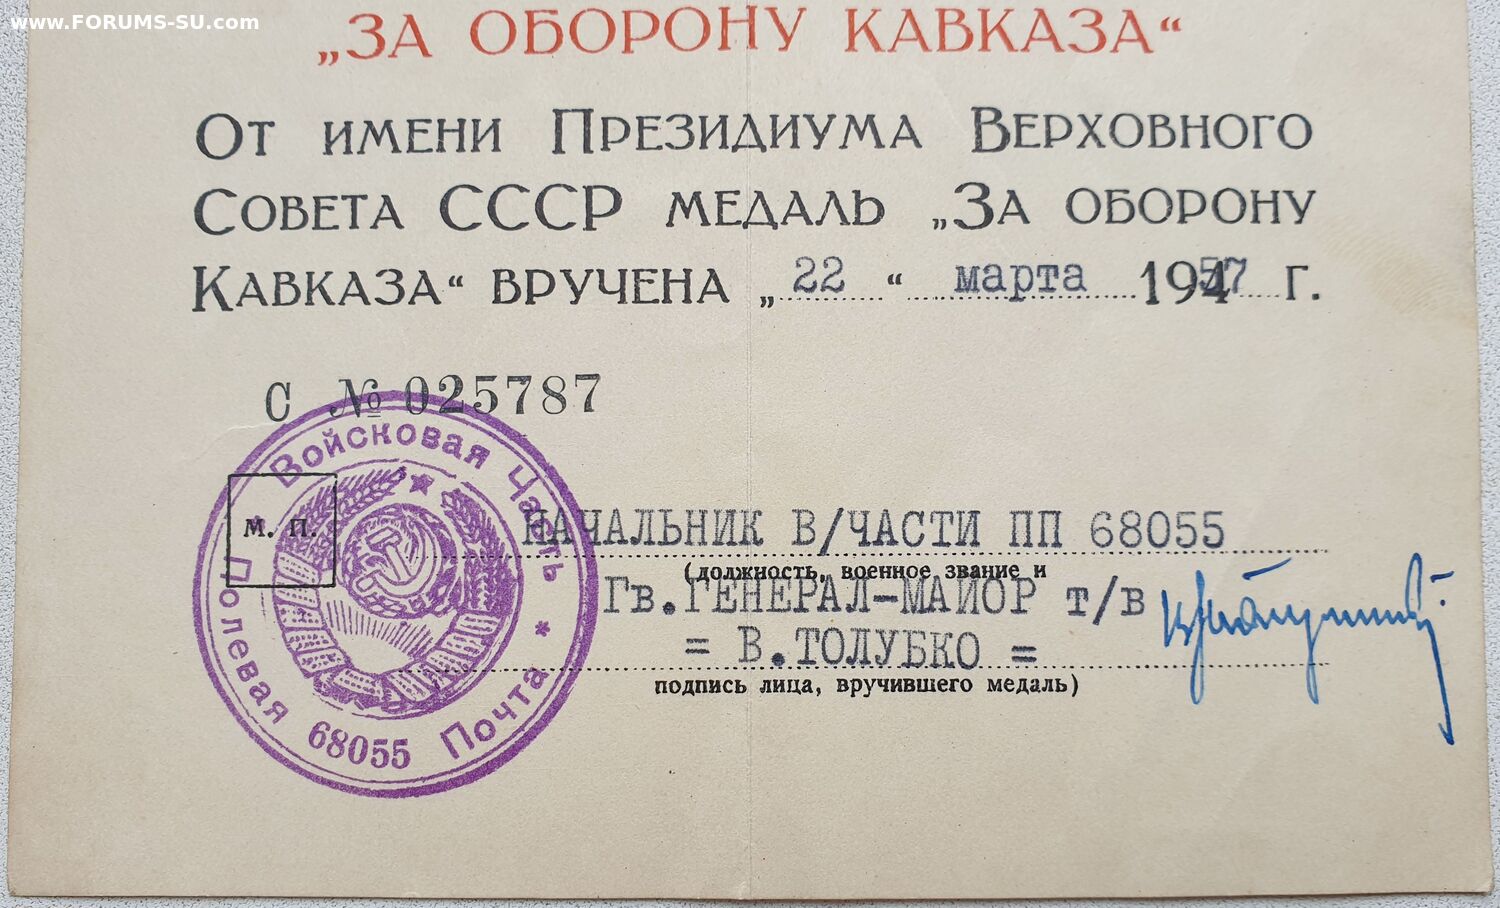 www.FORUMS-SU.com
„ЗА ОБОРОНУ КАВКАЗА“
От имени Президиума Верховного
Совета СССР медаль „За оборону
Кавказа“ вручена „22“ марта 1957 г.
С № 025787
м. п.
Войсковая Часть
Полевая Почта *
68055
НАЧАЛЬНИК В/ЧАСТИ ПП 68055
(должность, военное звание и
Гв.ГЕНЕРАЛ-МАЙОР т/в
= В.ТОЛУБКО =
подпись лица, вручившего медаль)